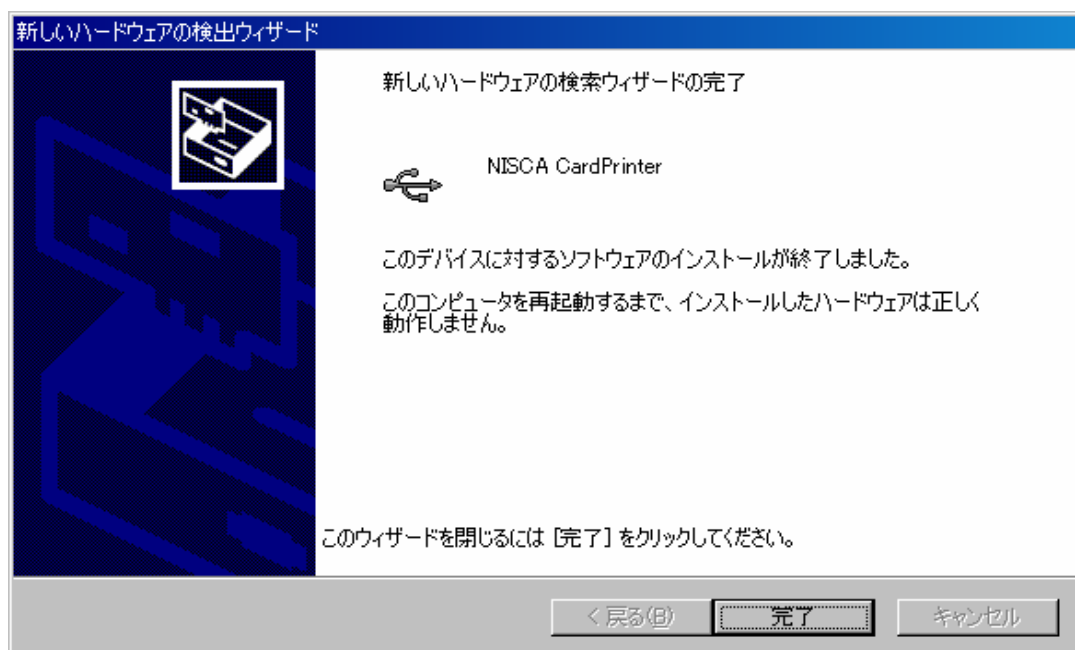 新しいハードウェアの検出ウィザード
新しいハードウェアの検索ウィザードの完了
NISCA CardPrinter
このデバイスに対するソフトウェアのインストールが終了しました。
このコンピュータを再起動するまで、インストールしたハードウェアは正しく
動作しません。
このウィザードを閉じるには [完了] をクリックしてください。
< 戻る(B)
完了
キャンセル